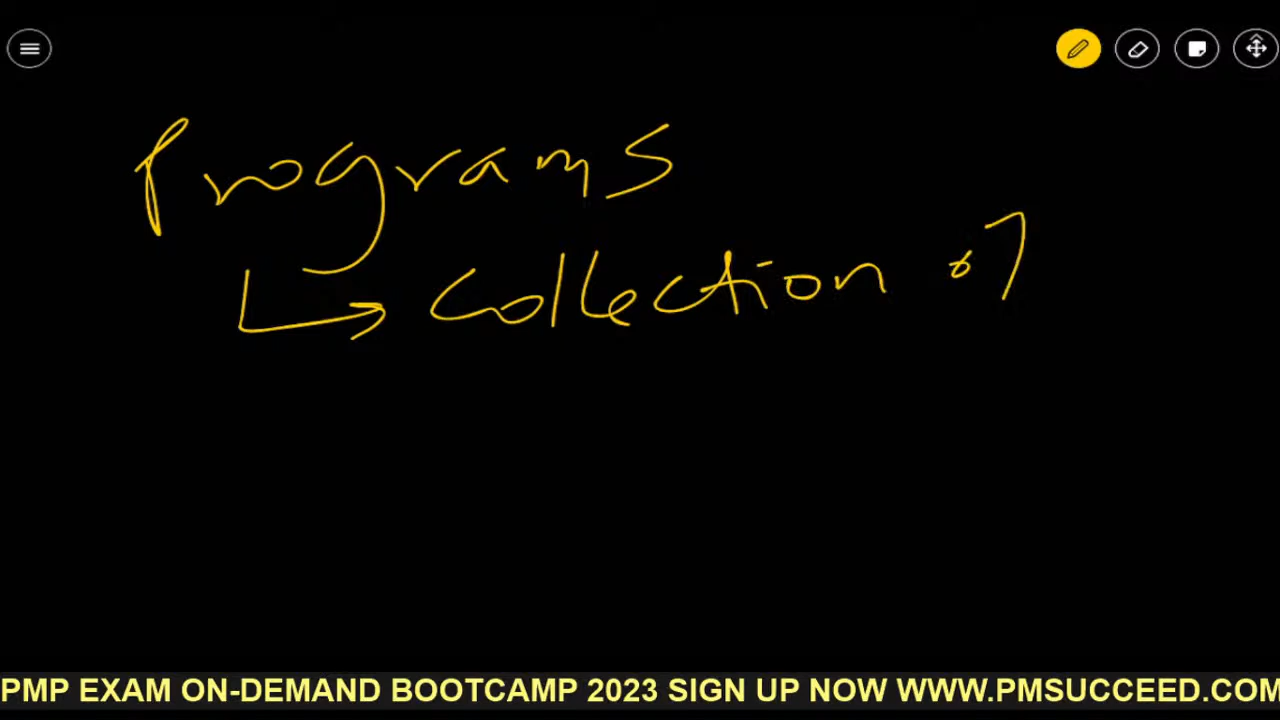 Programs
Collection of
PMP EXAM ON-DEMAND BOOTCAMP 2023 SIGN UP NOW WWW.PMSUCCEED.COM